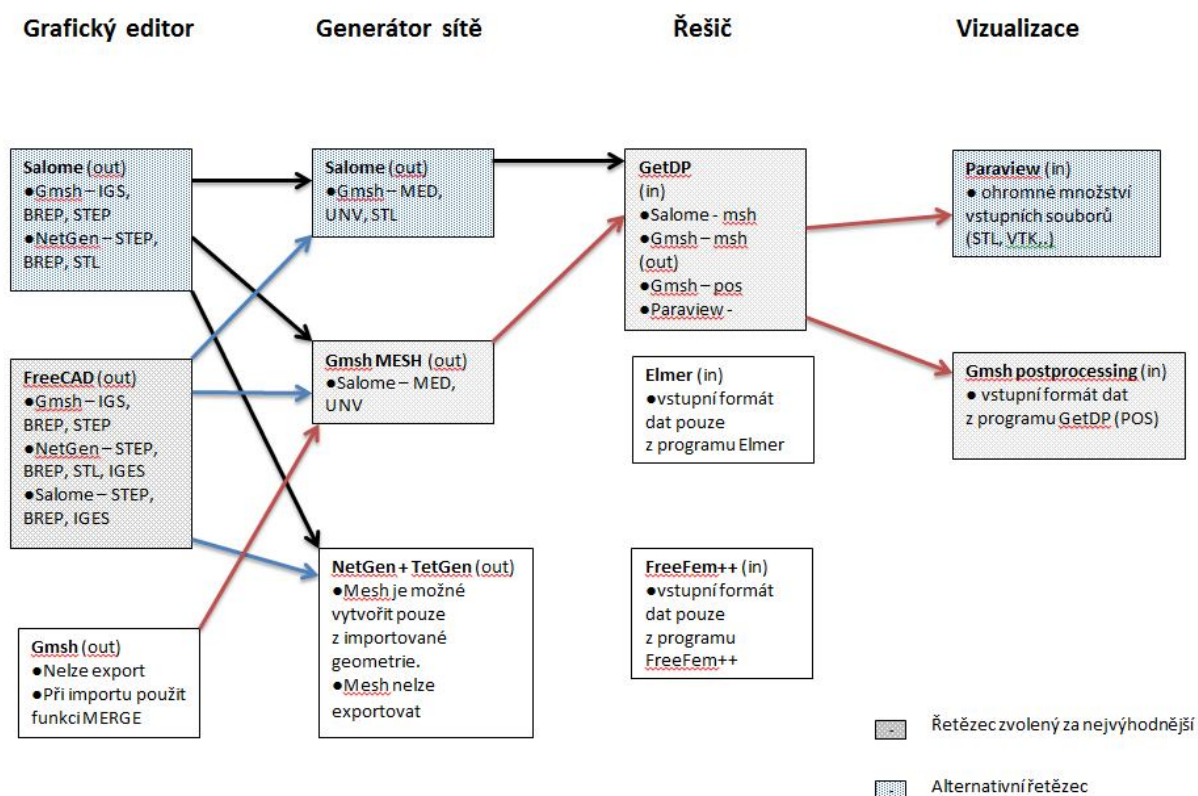 Grafický editor
Generátor sítě
Řešič
Vizualizace
Salome (out)
●Gmsh – IGS,
BREP, STEP
●NetGen – STEP,
BREP, STL
FreeCAD (out)
●Gmsh – IGS,
BREP, STEP
●NetGen – STEP,
BREP, STL, IGES
●Salome – STEP,
BREP, IGES
Gmsh (out)
●Nelze export
●Při importu použit
funkci MERGE
Salome (out)
●Gmsh – MED,
UNV, STL
Gmsh MESH (out)
●Salome – MED,
UNV
NetGen + TetGen (out)
●Mesh je možné
vytvořit pouze
z importované
geometrie.
●Mesh nelze
exportovat
GetDP
(in)
●Salome - msh
●Gmsh – msh
(out)
●Gmsh – pos
●Paraview -
Elmer (in)
●vstupní formát
dat pouze
z programu Elmer
FreeFem++ (in)
●vstupní formát
dat pouze
z programu
FreeFem++
Paraview (in)
● ohromné množství
vstupních souborů
(STL, VTK,.)
Gmsh postprocessing (in)
● vstupní formát dat
z programu GetDP (POS)
- Řetězec zvolený za nejvýhodnější
- Alternativní řetězec